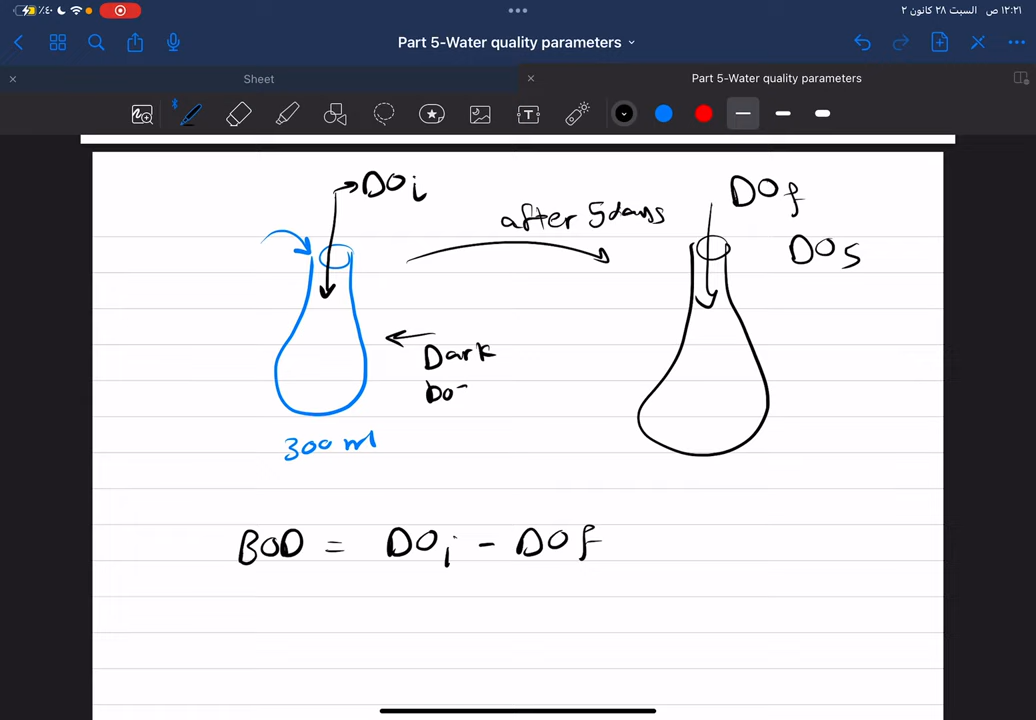 ٪٤٠ ١٢:٢١ ص السبت ٢٨ كانون ٢
Part 5-Water quality parameters
Sheet
Part 5-Water quality parameters
T
DOi
after 5 days
DOf
DO5
Dark
Bo
300 ml
BOD = DOi - DOf